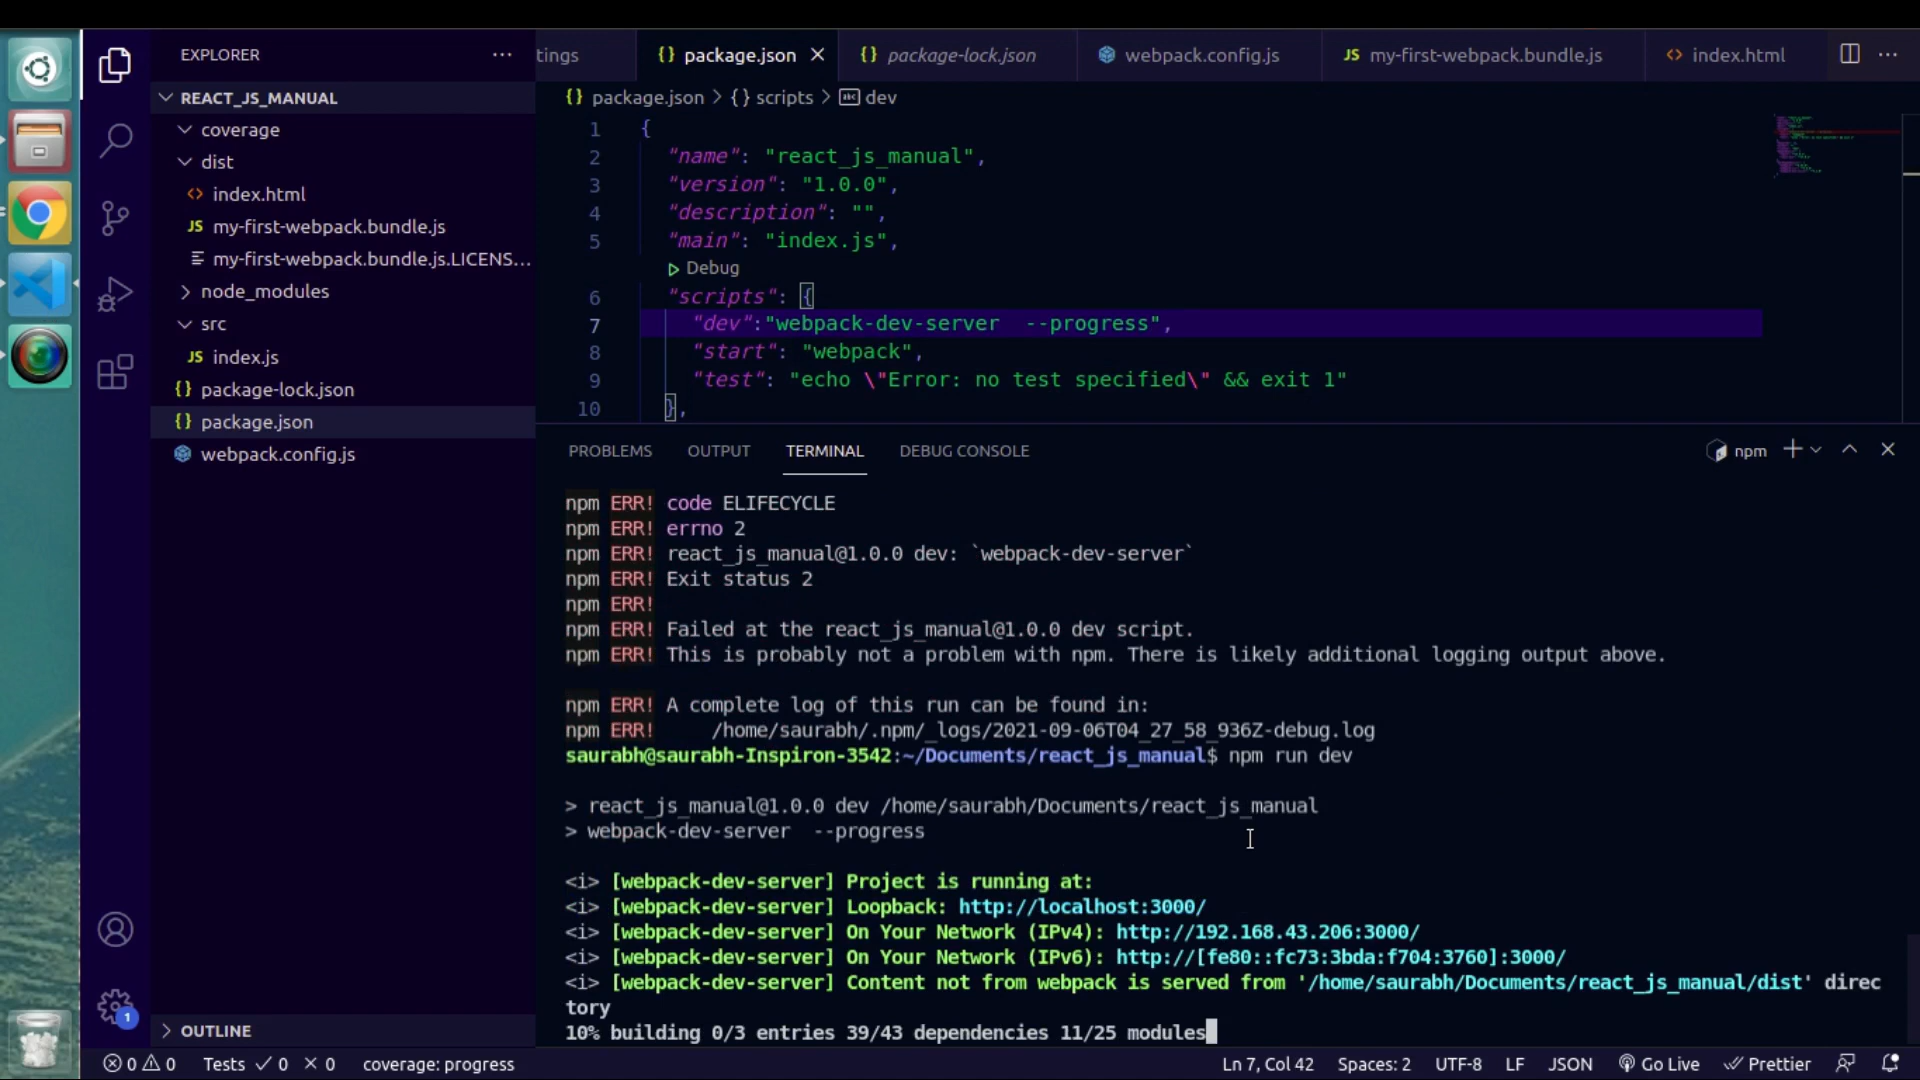 EXPLORER
REACT_JS_MANUAL
coverage
dist
index.html
JS my-first-webpack.bundle.js
my-first-webpack.bundle.js.LICENS...
node_modules
src
JS index.js
{} package-lock.json
{} package.json
webpack.config.js
OUTLINE
1
tings
{} package.json
{} package-lock.json
webpack.config.js
JS my-first-webpack.bundle.js
<> index.html
{} package.json > {} scripts > abc dev
1 {
2 "name": "react_js_manual",
3 "version": "1.0.0",
4 "description": "",
5 "main": "index.js",
Debug
6 "scripts": {
7 "dev":"webpack-dev-server  --progress",
8 "start": "webpack",
9 "test": "echo \"Error: no test specified\" && exit 1"
10 },
PROBLEMS OUTPUT TERMINAL DEBUG CONSOLE
npm
npm ERR! code ELIFECYCLE
npm ERR! errno 2
npm ERR! react_js_manual@1.0.0 dev: `webpack-dev-server`
npm ERR! Exit status 2
npm ERR!
npm ERR! Failed at the react_js_manual@1.0.0 dev script.
npm ERR! This is probably not a problem with npm. There is likely additional logging output above.
npm ERR! A complete log of this run can be found in:
npm ERR!     /home/saurabh/.npm/_logs/2021-09-06T04_27_58_936Z-debug.log
saurabh@saurabh-Inspiron-3542:~/Documents/react_js_manual$ npm run dev
> react_js_manual@1.0.0 dev /home/saurabh/Documents/react_js_manual
> webpack-dev-server  --progress
<i> [webpack-dev-server] Project is running at:
<i> [webpack-dev-server] Loopback: http://localhost:3000/
<i> [webpack-dev-server] On Your Network (IPv4): http://192.168.43.206:3000/
<i> [webpack-dev-server] On Your Network (IPv6): http://[fe80::fc73:3bda:f704:3760]:3000/
<i> [webpack-dev-server] Content not from webpack is served from '/home/saurabh/Documents/react_js_manual/dist' direc
tory
10% building 0/3 entries 39/43 dependencies 11/25 modules
0 0 Tests ✓ 0 × 0 coverage: progress
Ln 7, Col 42 Spaces: 2 UTF-8 LF JSON Go Live Prettier